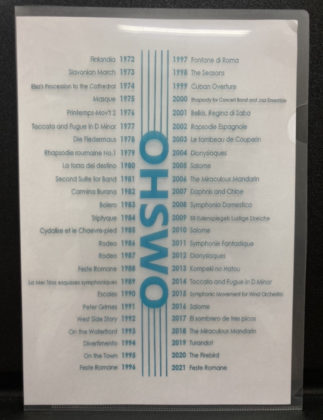 Finlandia 1972
Slavonian March 1973
Elsa's Procession to the Cathedral 1974
Masque 1975
Printemps-Mov't 2 1976
Toccata and Fugue in D Minor 1977
Die Fledermaus 1978
Rhapsodie roumaine No.1 1979
La forza del destino 1980
Second Suite for Band 1981
Carmina Burana 1982
Bolero 1983
Triptyque 1984
Cydalise et le Chèvre-pied 1985
Rodeo 1986
Rodeo 1987
Feste Romane 1988
La Mer Trois esquisses symphoniques 1989
Escales 1990
Peter Grimes 1991
West Side Story 1992
On the Waterfront 1993
Divertimento 1994
On the Town 1995
Feste Romane 1996
OHSWO
1997 Fontane di Roma
1998 The Seasons
1999 Cuban Overture
2000 Rhapsody for Concert Band and Jazz Ensemble
2001 Belkis, Regina di Saba
2002 Rapsodie Espagnole
2003 Le tombeau de Couperin
2004 Dionysiaques
2005 Salome
2006 The Miraculous Mandarin
2007 Daphnis and Chloe
2008 Symphonia Domestica
2009 Till Eulenspiegels Lustige Streiche
2010 Salome
2011 Symphonie Fantastique
2012 Dionysiaques
2013 Kompeki no Hatou
2014 Toccata and Fugue in D Minor
2015 Symphonic Movement for Wind Orchestra
2016 Salome
2017 El sombrero de tres picos
2018 The Miraculous Mandarin
2019 Turandot
2020 The Firebird
2021 Feste Romane